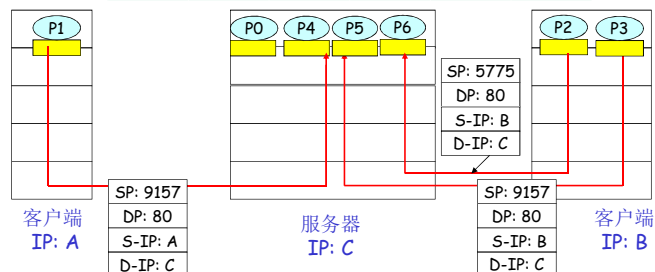 P1
P0
P4
P5
P6
P2
P3
SP: 5775
DP: 80
S-IP: B
D-IP: C
SP: 9157
DP: 80
S-IP: A
D-IP: C
SP: 9157
DP: 80
S-IP: B
D-IP: C
客户端
IP: A
服务器
IP: C
客户端
IP: B